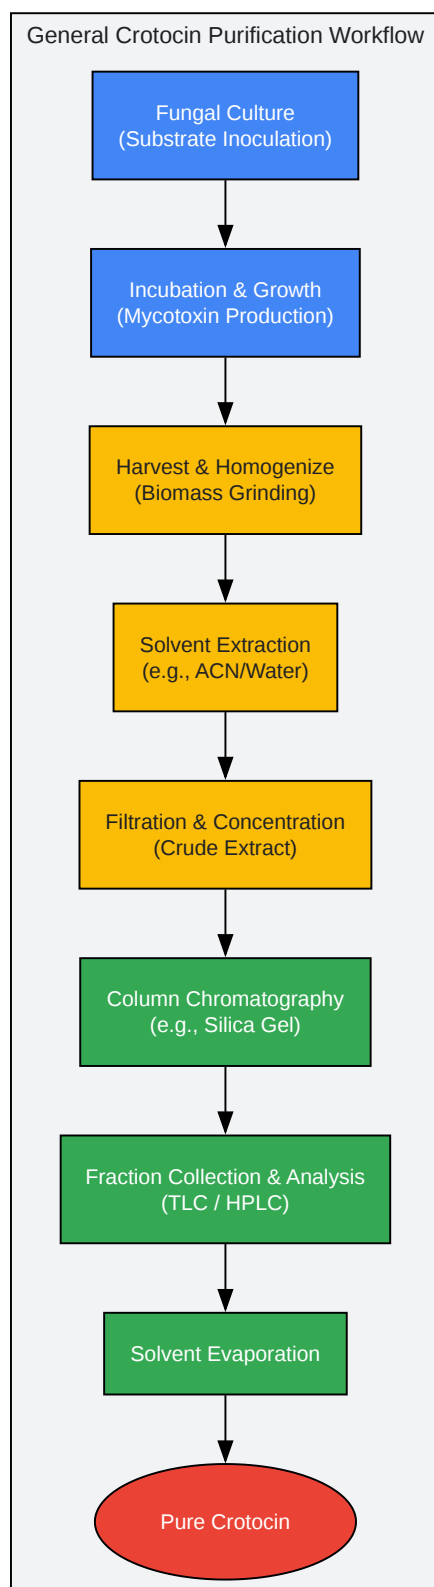 General Crotocin Purification Workflow
Fungal Culture
(Substrate Inoculation)
Incubation & Growth
(Mycotoxin Production)
Harvest & Homogenize
(Biomass Grinding)
Solvent Extraction
(e.g., ACN/Water)
Filtration & Concentration
(Crude Extract)
Column Chromatography
(e.g., Silica Gel)
Fraction Collection & Analysis
(TLC / HPLC)
Solvent Evaporation
Pure Crotocin